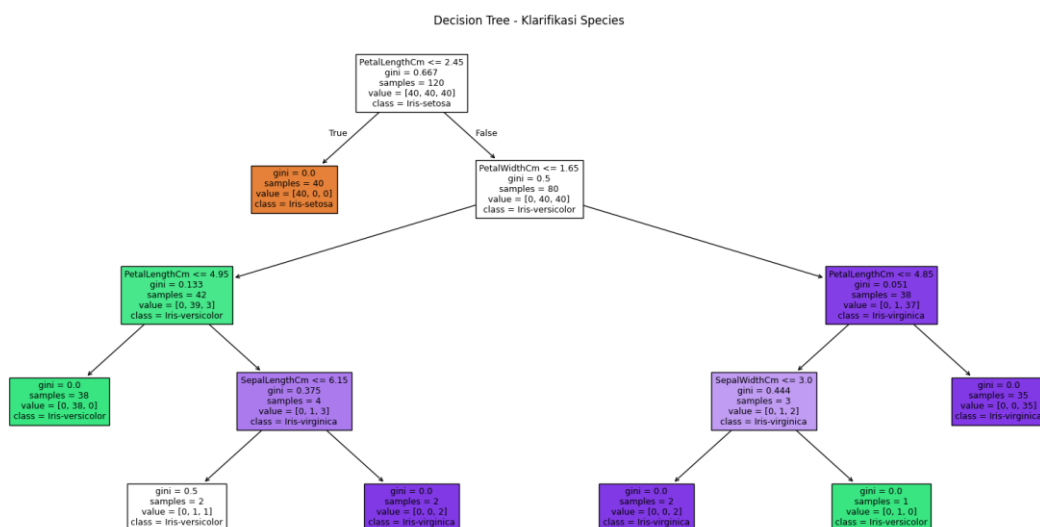 Decision Tree - Klarifikasi Species
PetalLengthCm <= 2.45
gini = 0.667
samples = 120
value = [40, 40, 40]
class = Iris-setosa
True
False
gini = 0.0
samples = 40
value = [40, 0, 0]
class = Iris-setosa
PetalWidthCm <= 1.65
gini = 0.5
samples = 80
value = [0, 40, 40]
class = Iris-versicolor
PetalLengthCm <= 4.95
gini = 0.133
samples = 42
value = [0, 39, 3]
class = Iris-versicolor
PetalLengthCm <= 4.85
gini = 0.051
samples = 38
value = [0, 1, 37]
class = Iris-virginica
gini = 0.0
samples = 38
value = [0, 38, 0]
class = Iris-versicolor
SepalLengthCm <= 6.15
gini = 0.375
samples = 4
value = [0, 1, 3]
class = Iris-virginica
SepalWidthCm <= 3.0
gini = 0.444
samples = 3
value = [0, 1, 2]
class = Iris-virginica
gini = 0.0
samples = 35
value = [0, 0, 35]
class = Iris-virginica
gini = 0.5
samples = 2
value = [0, 1, 1]
class = Iris-versicolor
gini = 0.0
samples = 2
value = [0, 0, 2]
class = Iris-virginica
gini = 0.0
samples = 2
value = [0, 0, 2]
class = Iris-virginica
gini = 0.0
samples = 1
value = [0, 1, 0]
class = Iris-versicolor